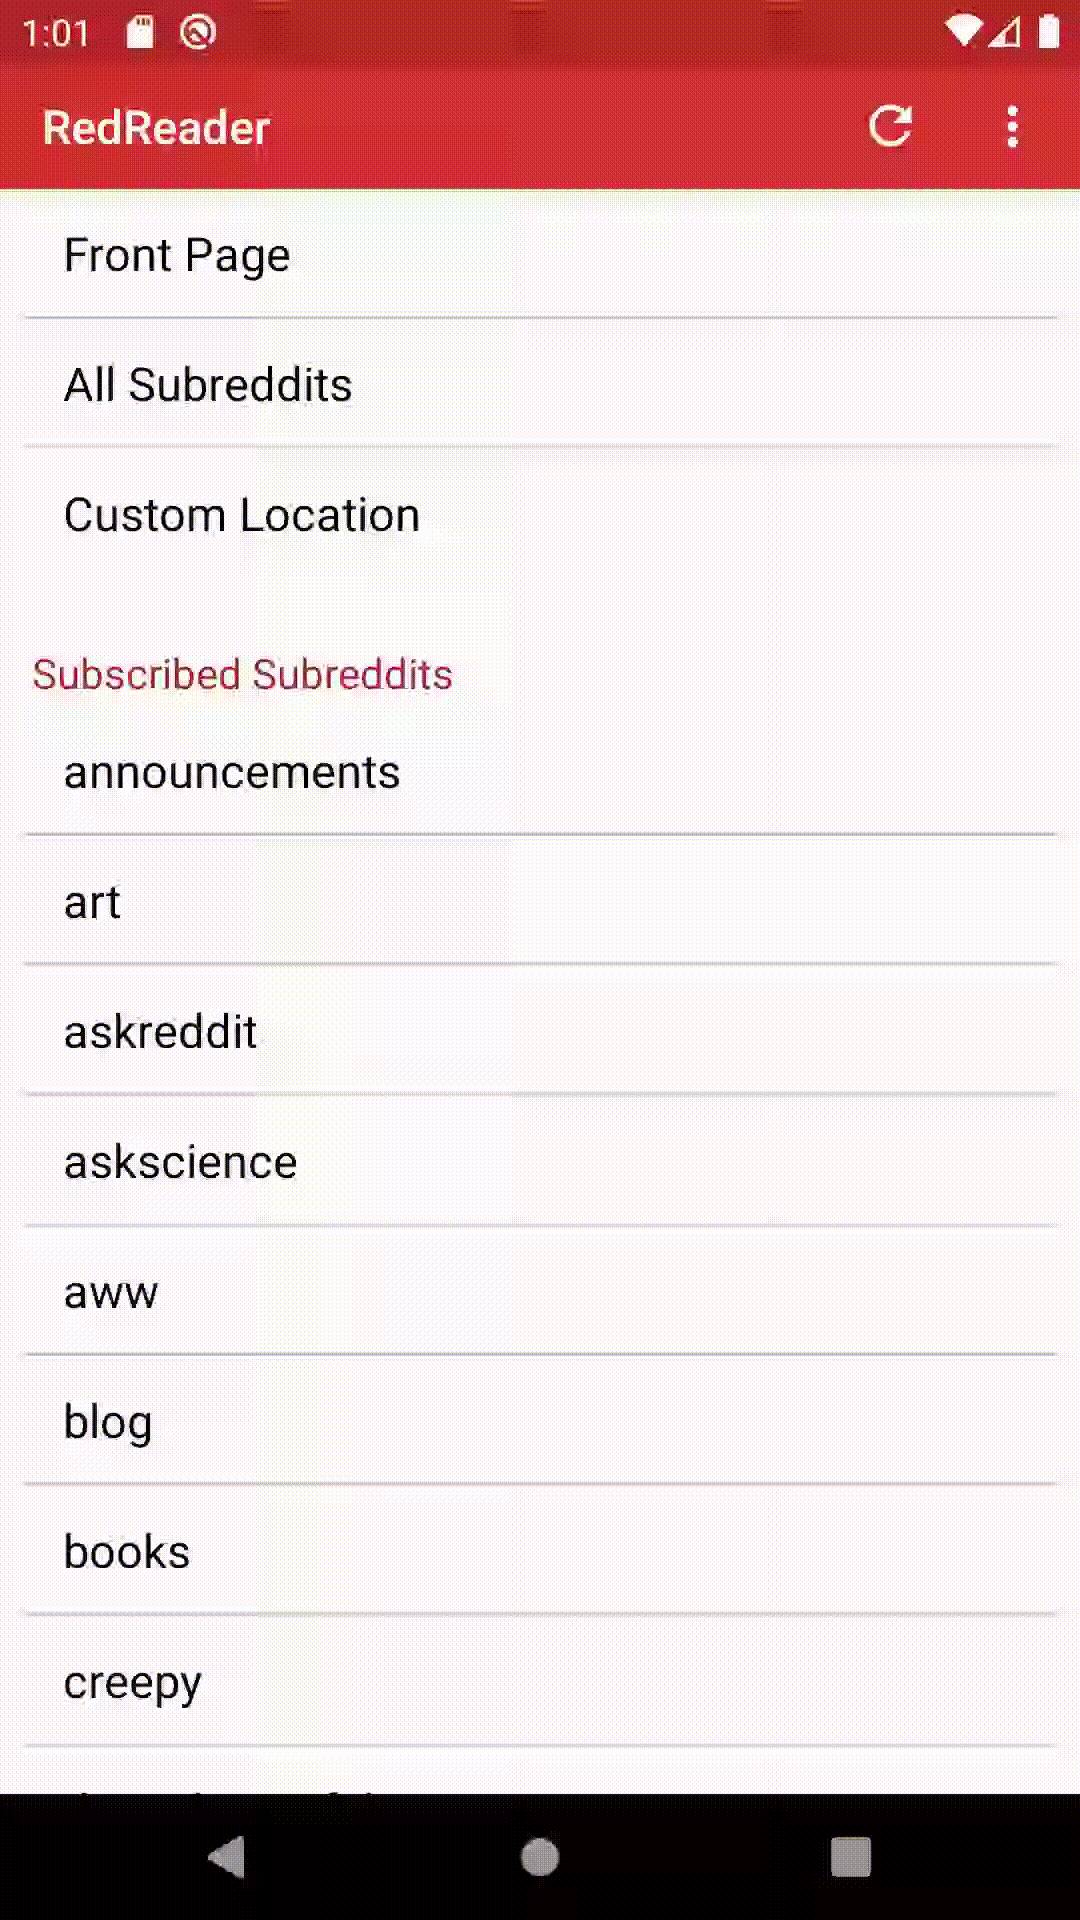 1:01
RedReader
Front Page
All Subreddits
Custom Location
Subscribed Subreddits
announcements
art
askreddit
askscience
aww
blog
books
creepy